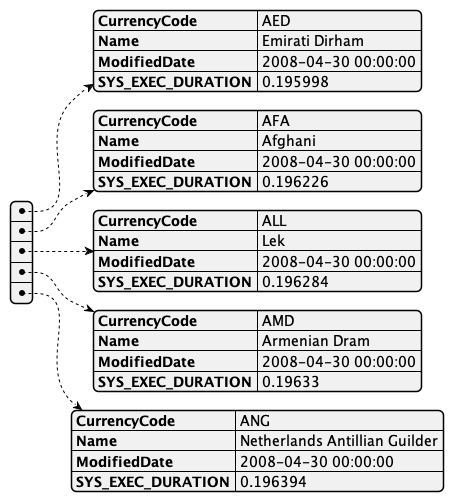 CurrencyCode AED
Name Emirati Dirham
ModifiedDate 2008-04-30 00:00:00
SYS_EXEC_DURATION 0.195998
CurrencyCode AFA
Name Afghani
ModifiedDate 2008-04-30 00:00:00
SYS_EXEC_DURATION 0.196226
CurrencyCode ALL
Name Lek
ModifiedDate 2008-04-30 00:00:00
SYS_EXEC_DURATION 0.196284
CurrencyCode AMD
Name Armenian Dram
ModifiedDate 2008-04-30 00:00:00
SYS_EXEC_DURATION 0.19633
CurrencyCode ANG
Name Netherlands Antillian Guilder
ModifiedDate 2008-04-30 00:00:00
SYS_EXEC_DURATION 0.196394